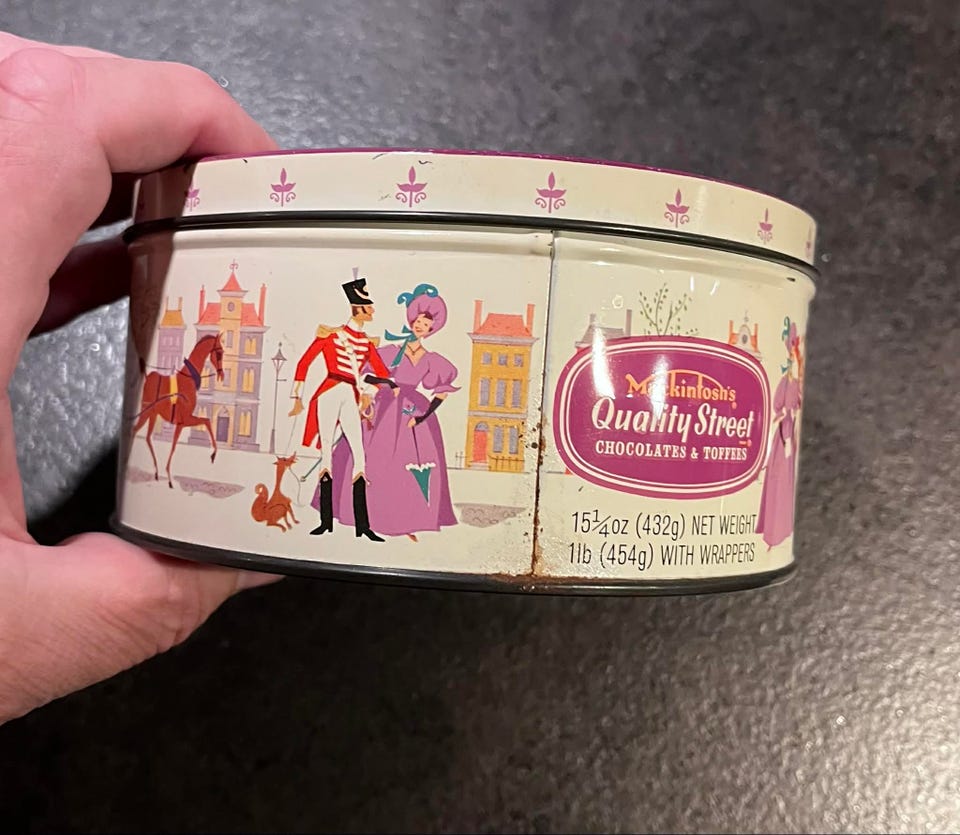 Mackintosh's
Quality Street
CHOCOLATES & TOFFEES
15¼oz (432g) NET WEIGHT
1lb (454g) WITH WRAPPERS